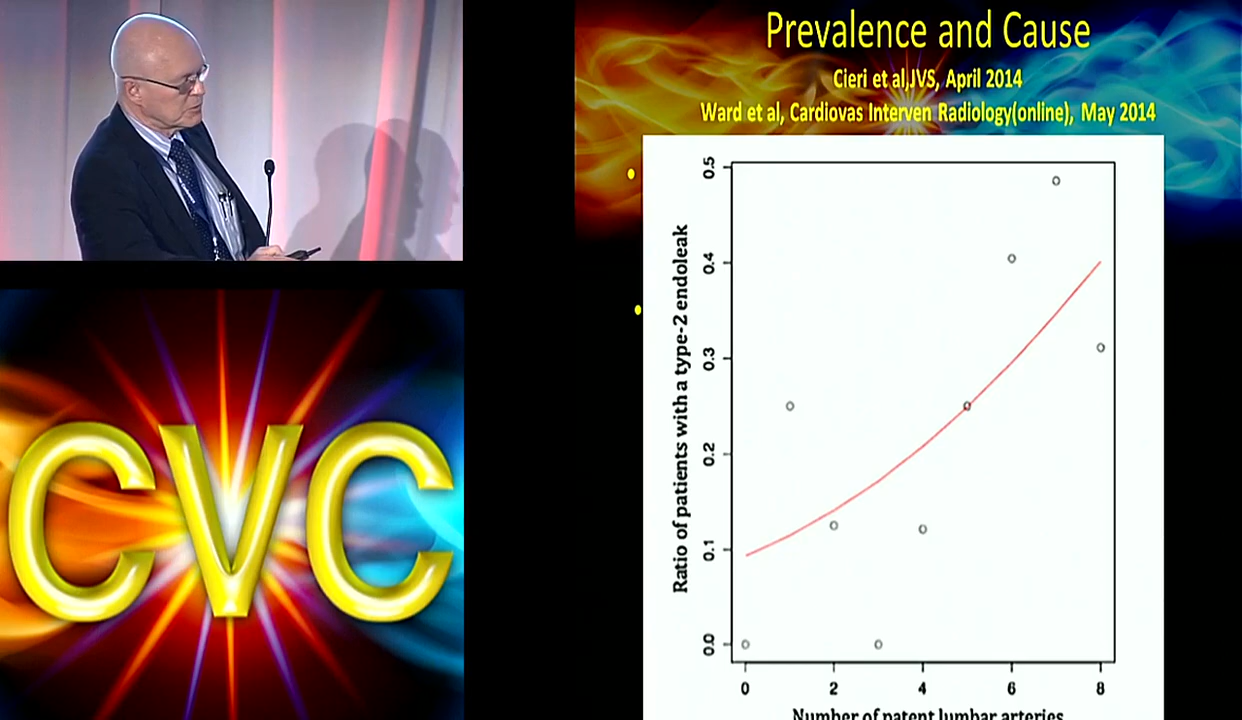 Prevalence and Cause
Cieri et al,JVS, April 2014
Ward et al, Cardiovas Interven Radiology(online), May 2014
CVC
Ratio of patients with a type-2 endoleak
0.5
0.4
0.3
0.2
0.1
0.0
0 2 4 6 8
Number of patent lumbar arteries